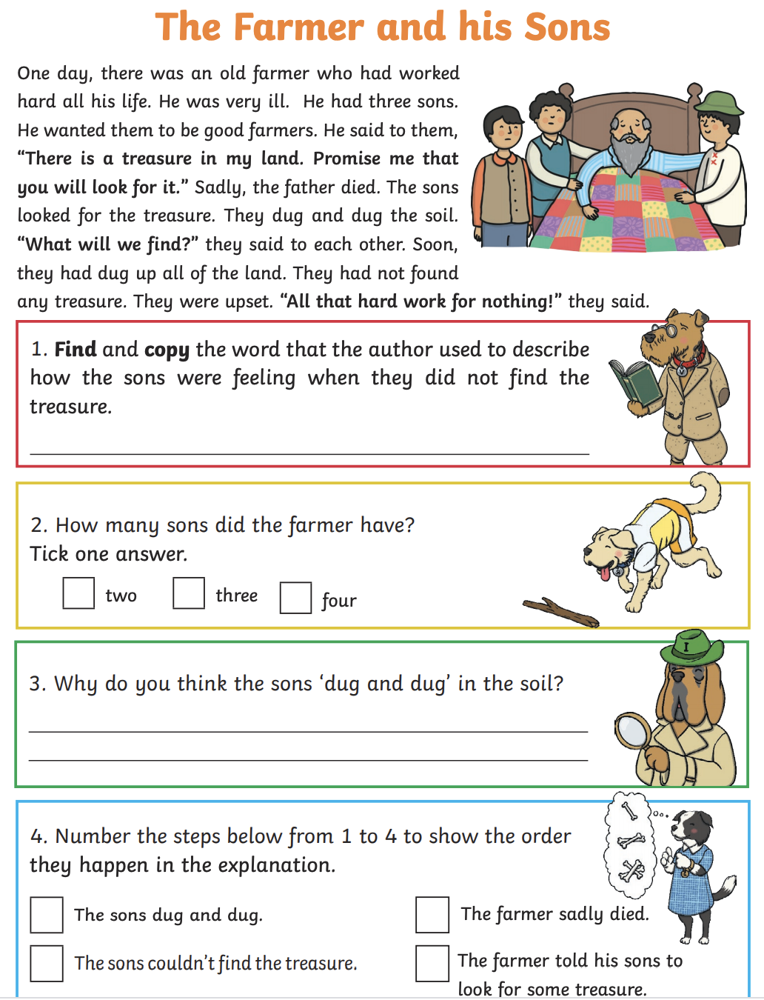 The Farmer and his Sons
One day, there was an old farmer who had worked
hard all his life. He was very ill. He had three sons.
He wanted them to be good farmers. He said to them,
“There is a treasure in my land. Promise me that
you will look for it.” Sadly, the father died. The sons
looked for the treasure. They dug and dug the soil.
“What will we find?” they said to each other. Soon,
they had dug up all of the land. They had not found
any treasure. They were upset. “All that hard work for nothing!” they said.
1. Find and copy the word that the author used to describe
how the sons were feeling when they did not find the
treasure.
2. How many sons did the farmer have?
Tick one answer.
two three four
I
3. Why do you think the sons ‘dug and dug’ in the soil?
4. Number the steps below from 1 to 4 to show the order
they happen in the explanation.
The sons dug and dug.
The farmer sadly died.
The sons couldn’t find the treasure.
The farmer told his sons to
look for some treasure.